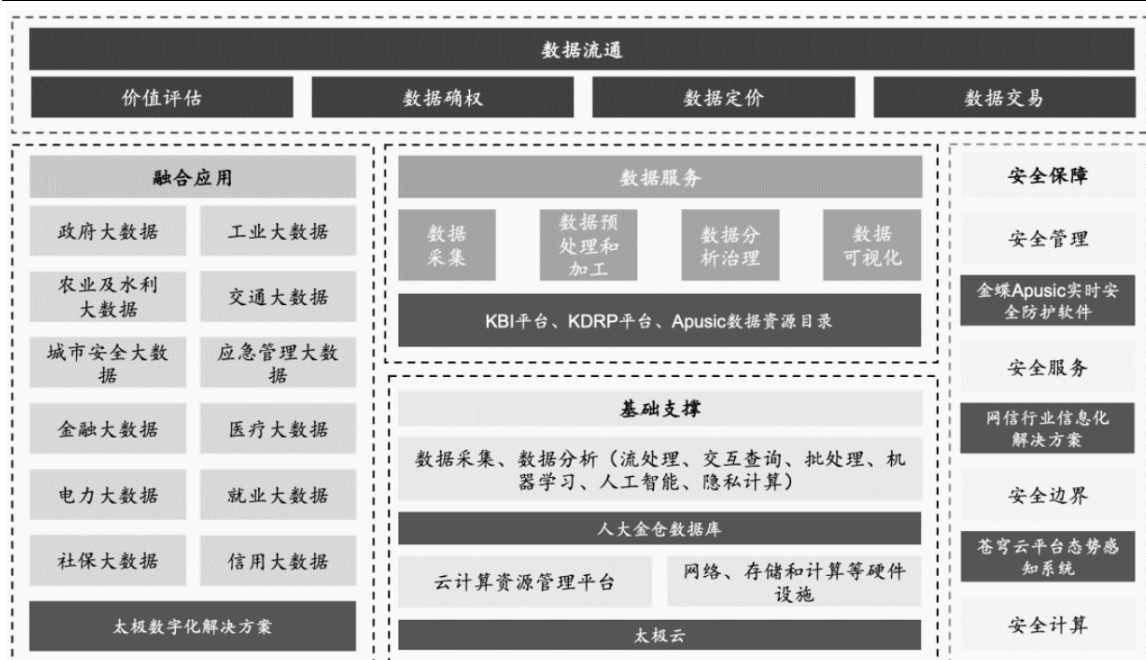 数据流通
价值评估
数据确权
数据定价
数据交易
融合应用
政府大数据
工业大数据
农业及水利
大数据
交通大数据
城市安全大数
据
应急管理大数
据
金融大数据
医疗大数据
电力大数据
就业大数据
社保大数据
信用大数据
太极数字化解决方案
数据服务
数据
采集
数据预
处理和
加工
数据分
析治理
数据
可视化
KBI平台、KDRP平台、Apusic数据资源目录
基础支撑
数据采集、数据分析（流处理、交互查询、批处理、机
器学习、人工智能、隐私计算）
人大金仓数据库
云计算资源管理平台
网络、存储和计算等硬件
设施
太极云
安全保障
安全管理
金蝶Apusic实时安
全防护软件
安全服务
网信行业信息化
解决方案
安全边界
苍穹云平台态势感
知系统
安全计算